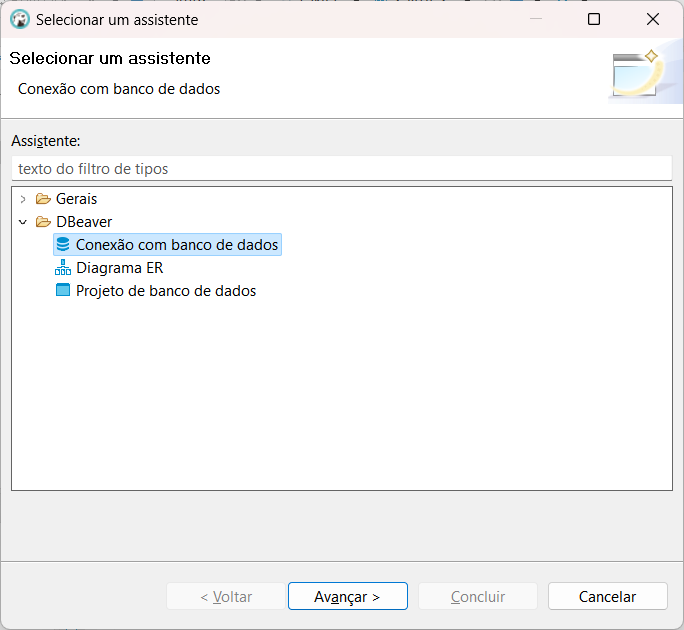 Selecionar um assistente
Selecionar um assistente
Conexão com banco de dados
Assistente:
texto do filtro de tipos
Gerais
DBeaver
Conexão com banco de dados
Diagrama ER
Projeto de banco de dados
< Voltar
Avançar >
Concluir
Cancelar